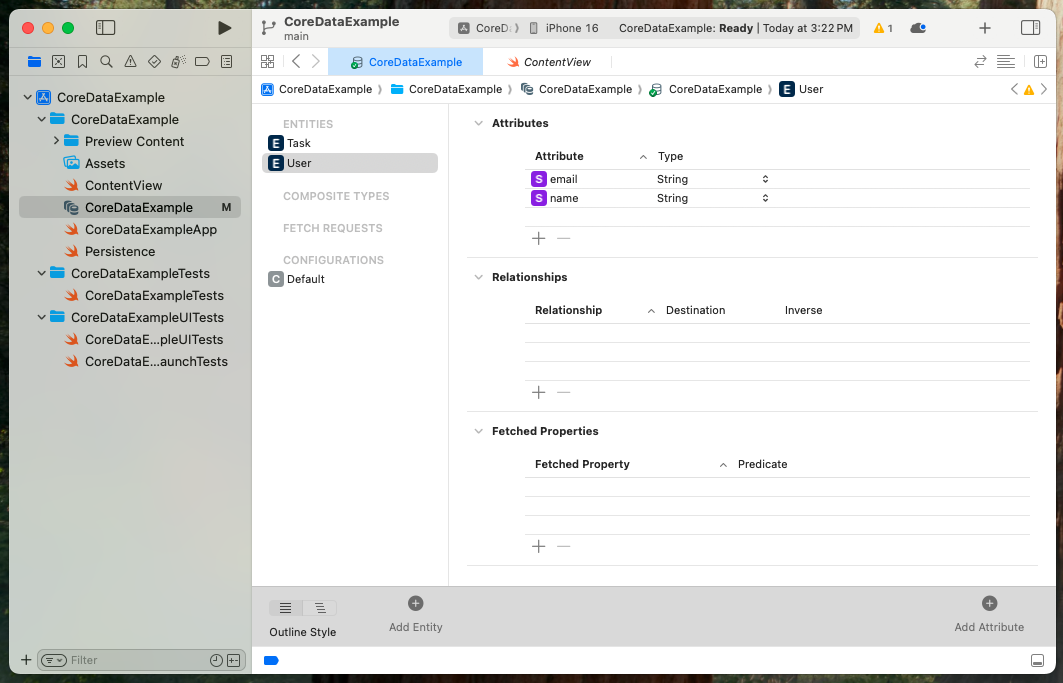 CoreDataExample
main
CoreD
iPhone 16
CoreDataExample: Ready | Today at 3:22 PM
1
CoreDataExample
ContentView
CoreDataExample
CoreDataExample
CoreDataExample
CoreDataExample
E User
CoreDataExample
CoreDataExample
Preview Content
Assets
ContentView
CoreDataExample M
CoreDataExampleApp
Persistence
CoreDataExampleTests
CoreDataExampleTests
CoreDataExampleUITests
CoreDataE...pleUITests
CoreDataE...aunchTests
Filter
ENTITIES
E Task
E User
COMPOSITE TYPES
FETCH REQUESTS
CONFIGURATIONS
C Default
Attributes
Attribute Type
S email String
S name String
Relationships
Relationship Destination Inverse
Fetched Properties
Fetched Property Predicate
Outline Style
Add Entity
Add Attribute